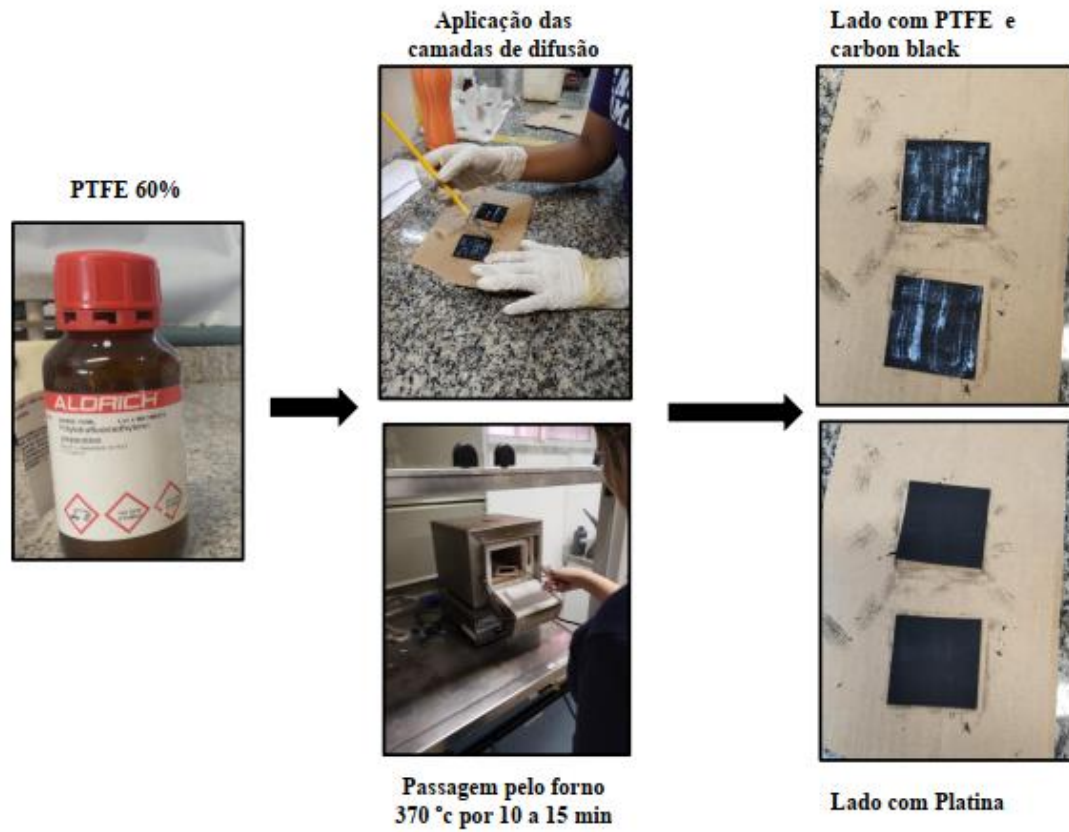 PTFE 60%
ALDRICH
Aplicação das
camadas de difusão
Passagem pelo forno
370 °c por 10 a 15 min
Lado com PTFE e
carbon black
Lado com Platina